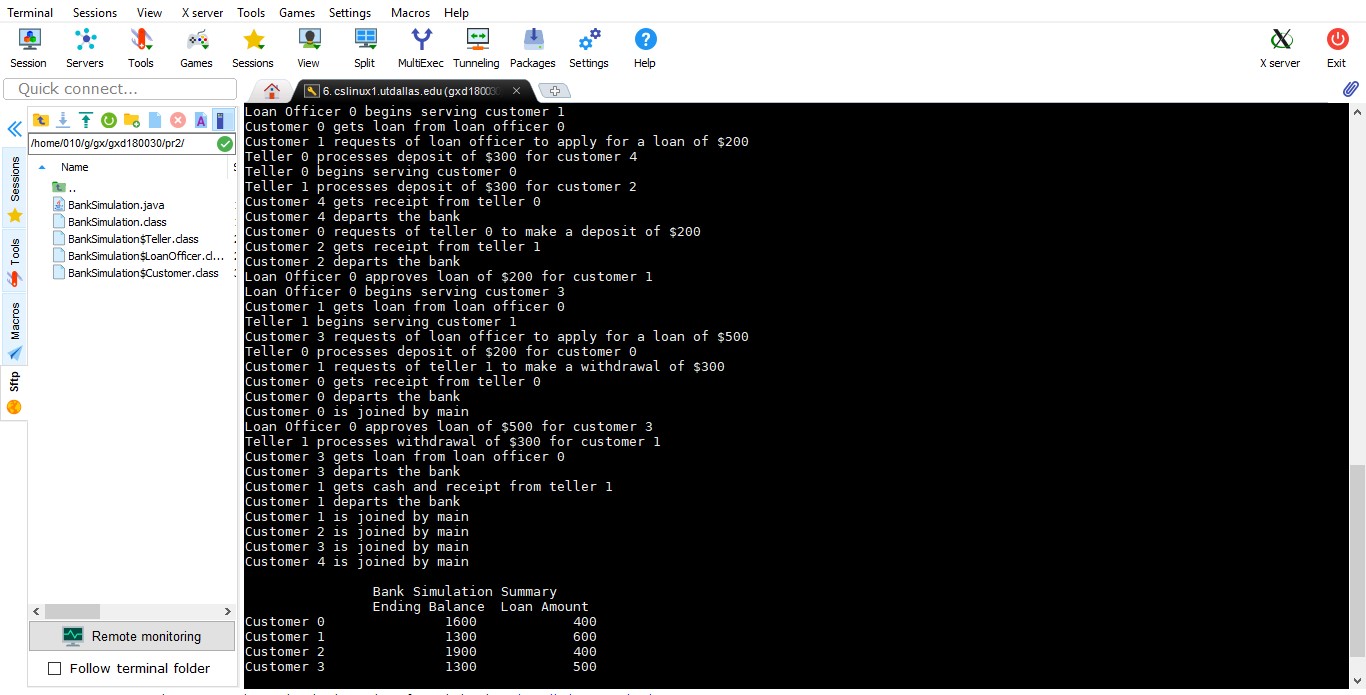 Terminal Sessions View X server Tools Games Settings Macros Help
Session Servers Tools Games Sessions View Split MultiExec Tunneling Packages Settings Help X server Exit
Quick connect...
6. cslinux1.utdallas.edu (gxd180030
/home/010/g/gx/gxd180030/pr2/
Name
..
BankSimulation.java
BankSimulation.class
BankSimulation$Teller.class
BankSimulation$LoanOfficer.cl...
BankSimulation$Customer.class
Sessions
Tools
Macros
Sftp
Remote monitoring
Follow terminal folder
Loan Officer 0 begins serving customer 1
Customer 0 gets loan from loan officer 0
Customer 1 requests of loan officer to apply for a loan of $200
Teller 0 processes deposit of $300 for customer 4
Teller 0 begins serving customer 0
Teller 1 processes deposit of $300 for customer 2
Customer 4 gets receipt from teller 0
Customer 4 departs the bank
Customer 0 requests of teller 0 to make a deposit of $200
Customer 2 gets receipt from teller 1
Customer 2 departs the bank
Loan Officer 0 approves loan of $200 for customer 1
Loan Officer 0 begins serving customer 3
Customer 1 gets loan from loan officer 0
Teller 1 begins serving customer 1
Customer 3 requests of loan officer to apply for a loan of $500
Teller 0 processes deposit of $200 for customer 0
Customer 1 requests of teller 1 to make a withdrawal of $300
Customer 0 gets receipt from teller 0
Customer 0 departs the bank
Customer 0 is joined by main
Loan Officer 0 approves loan of $500 for customer 3
Teller 1 processes withdrawal of $300 for customer 1
Customer 3 gets loan from loan officer 0
Customer 3 departs the bank
Customer 1 gets cash and receipt from teller 1
Customer 1 departs the bank
Customer 1 is joined by main
Customer 2 is joined by main
Customer 3 is joined by main
Customer 4 is joined by main
Bank Simulation Summary
Ending Balance Loan Amount
Customer 0 1600 400
Customer 1 1300 600
Customer 2 1900 400
Customer 3 1300 500